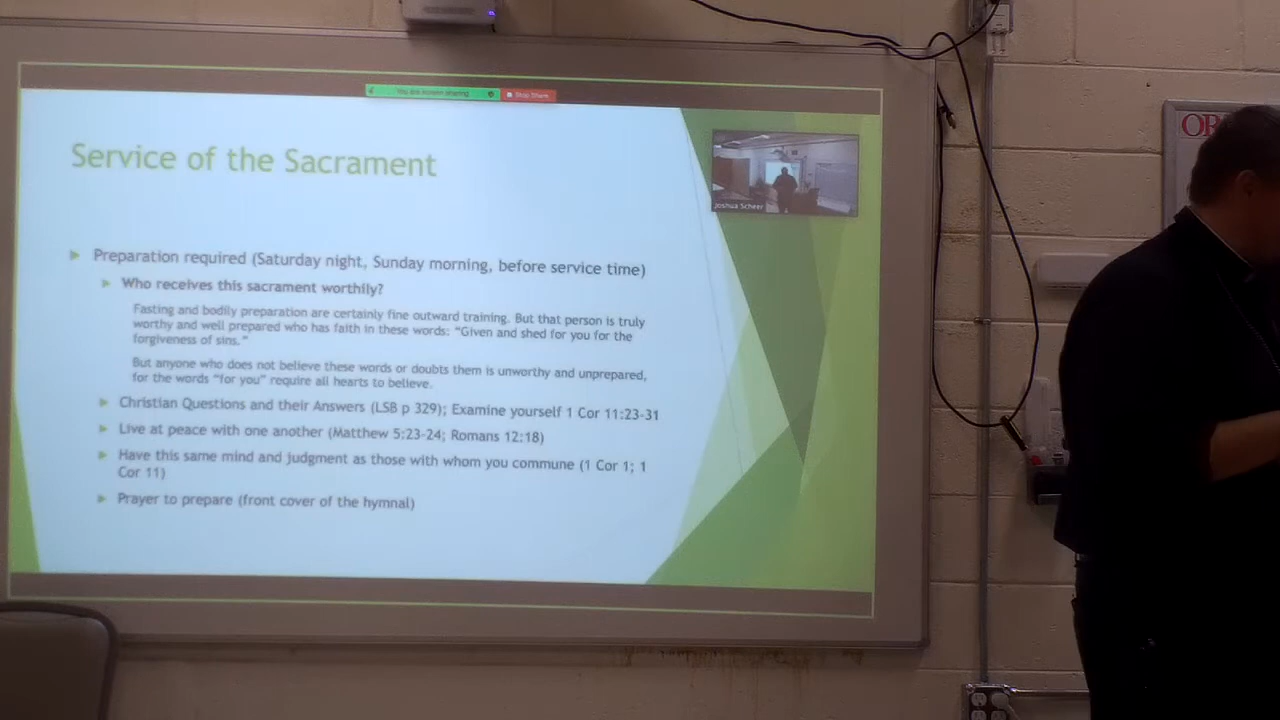 You are screen sharing
Stop Share
Service of the Sacrament
Joshua Scheer
OR
Preparation required (Saturday night, Sunday morning, before service time)
Who receives this sacrament worthily?
Fasting and bodily preparation are certainly fine outward training. But that person is truly
worthy and well prepared who has faith in these words: "Given and shed for you for the
forgiveness of sins."
But anyone who does not believe these words or doubts them is unworthy and unprepared,
for the words "for you" require all hearts to believe.
Christian Questions and their Answers (LSB p 329); Examine yourself 1 Cor 11:23-31
Live at peace with one another (Matthew 5:23-24; Romans 12:18)
Have this same mind and judgment as those with whom you commune (1 Cor 1; 1
Cor 11)
Prayer to prepare (front cover of the hymnal)